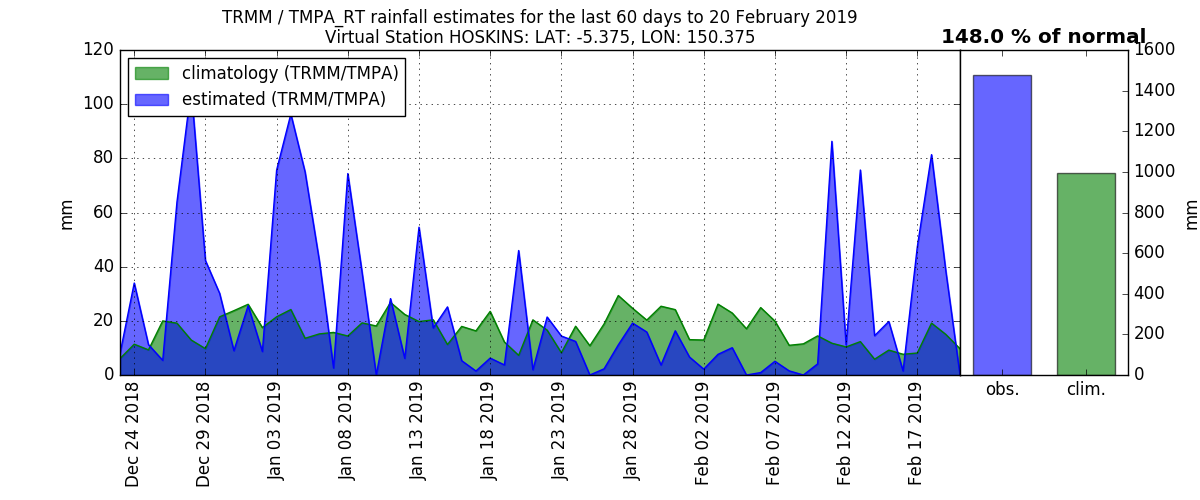 TRMM / TMPA_RT rainfall estimates for the last 60 days to 20 February 2019
Virtual Station HOSKINS: LAT: -5.375, LON: 150.375
148.0 % of normal
climatology (TRMM/TMPA)
estimated (TRMM/TMPA)
120
100
80
60
40
20
0
mm
1600
1400
1200
1000
800
600
400
200
0
mm
Dec 24 2018
Dec 29 2018
Jan 03 2019
Jan 08 2019
Jan 13 2019
Jan 18 2019
Jan 23 2019
Jan 28 2019
Feb 02 2019
Feb 07 2019
Feb 12 2019
Feb 17 2019
obs.
clim.